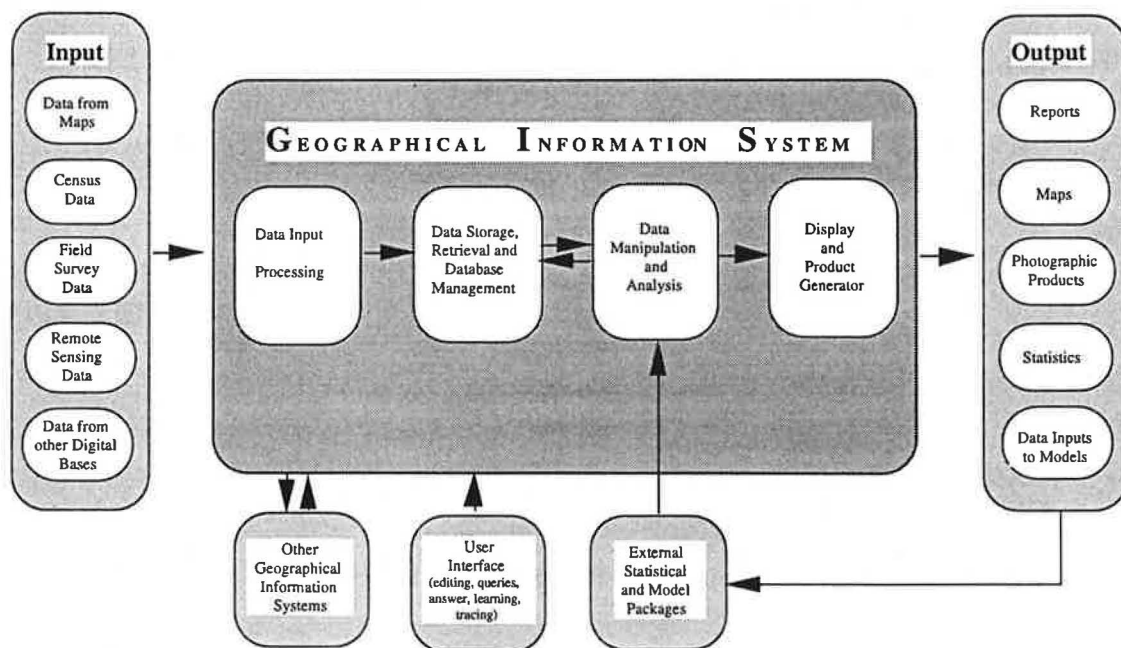 Input
Data from
Maps
Census
Data
Field
Survey
Data
Remote
Sensing
Data
Data from
other Digital
Bases
GEOGRAPHICAL INFORMATION SYSTEM
Data Input
Processing
Data Storage,
Retrieval and
Database
Management
Data
Manipulation
and
Analysis
Display
and
Product
Generator
Other
Geographical
Information
Systems
User
Interface
(editing, queries,
answer, learning,
tracing)
External
Statistical
and Model
Packages
Output
Reports
Maps
Photographic
Products
Statistics
Data Inputs
to Models